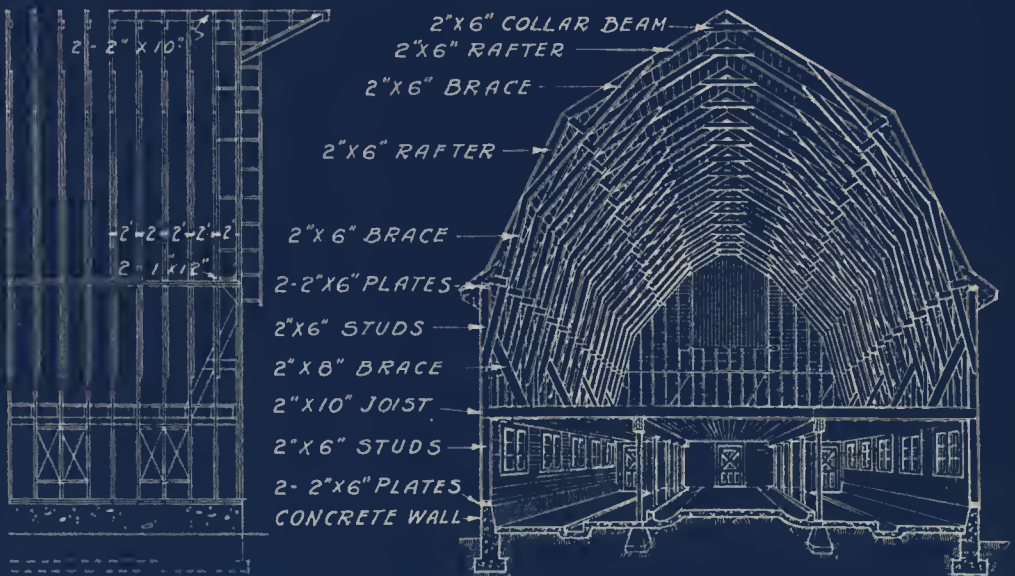 2 - 2" X 10"
2' 2' 2' 2' 2'
2 - 1" X 12"
2"X6" COLLAR BEAM
2"X6" RAFTER
2"X6" BRACE
2"X6" RAFTER
2"X6" BRACE
2-2"X6" PLATES
2"X6" STUDS
2"X8" BRACE
2"X10" JOIST
2"X6" STUDS
2- 2"X6" PLATES
CONCRETE WALL